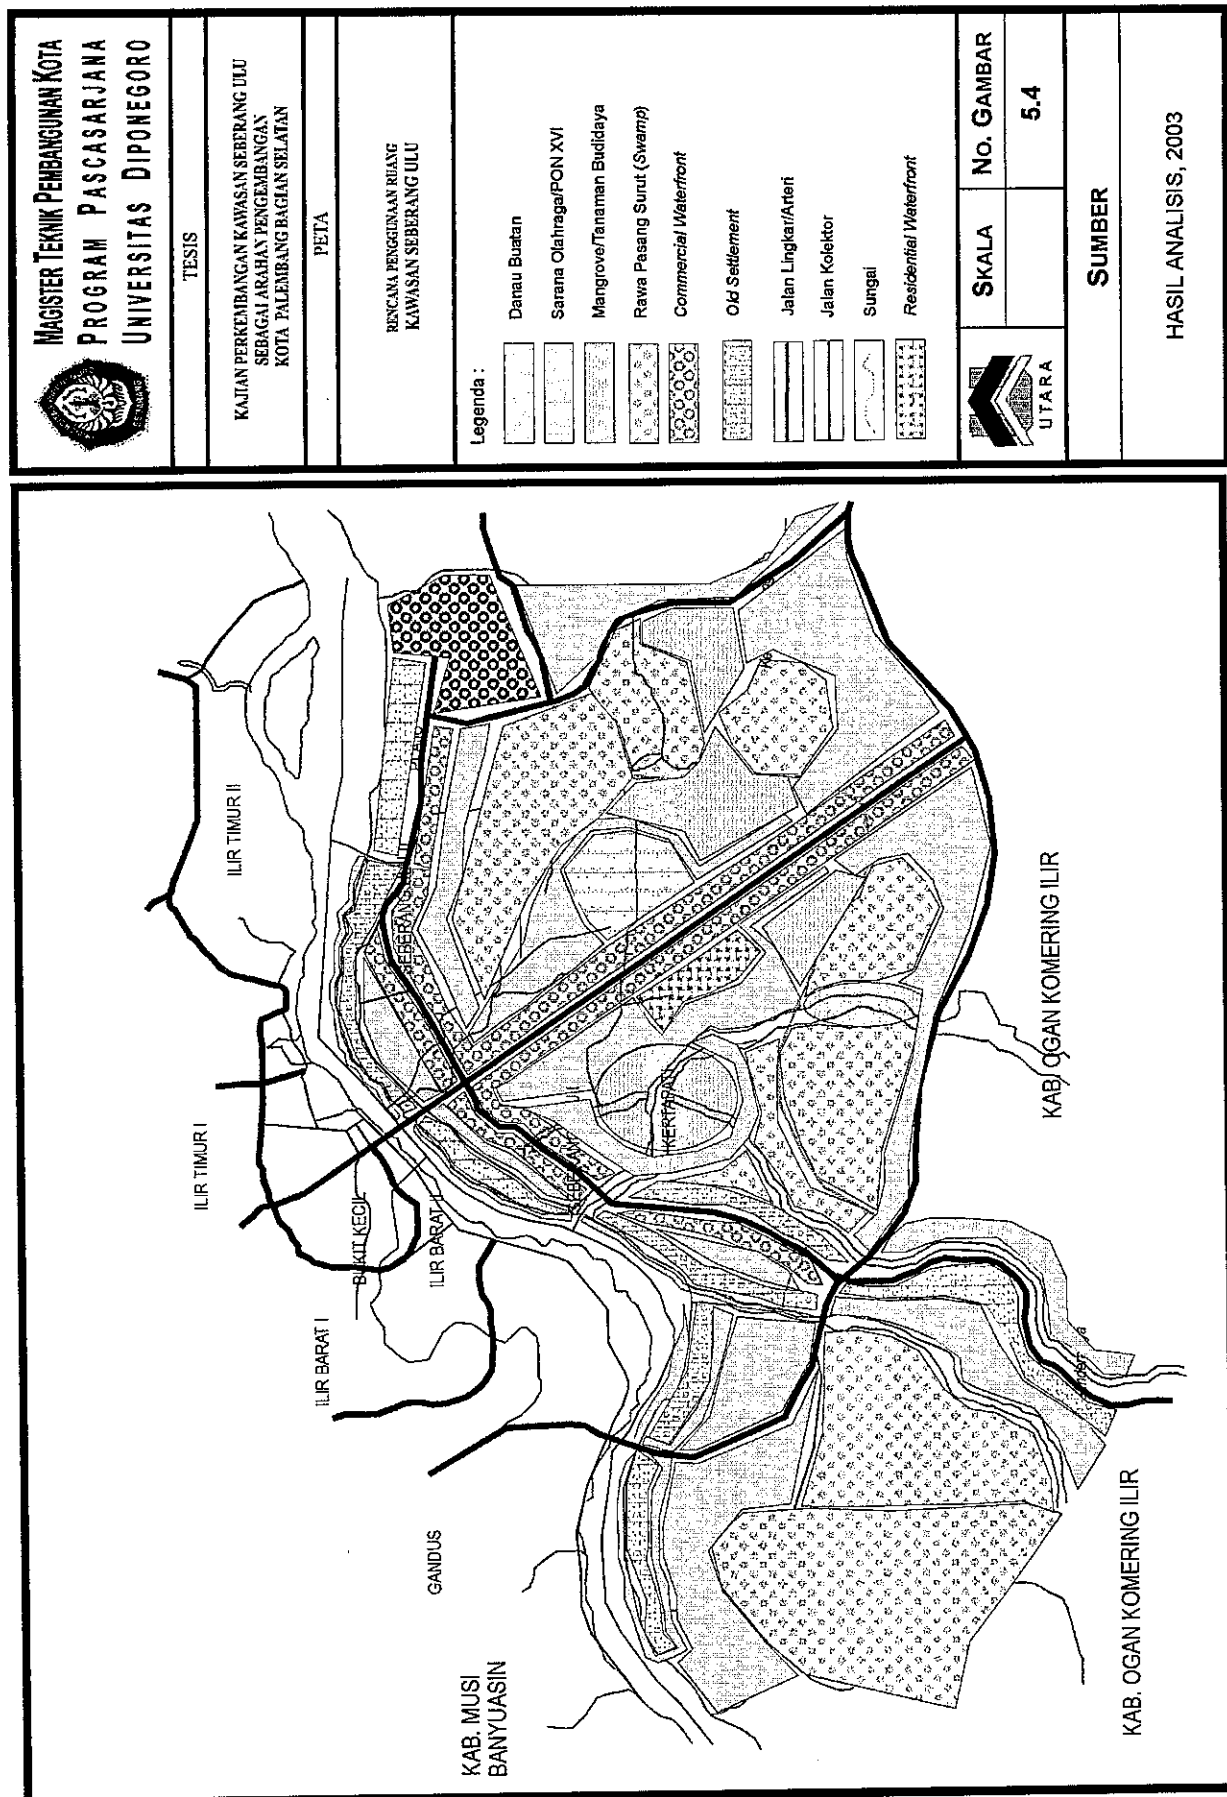 MAGISTER TEKNIK PEMBANGUNAN KOTA
PROGRAM PASCASARJANA
UNIVERSITAS DIPONEGORO
TESIS
KAJIAN PERKEMBANGAN KAWASAN SEBERANG ULU
SEBAGAI ARAHAN PENGEMBANGAN
KOTA PALEMBANG BAGIAN SELATAN
PETA
RENCANA PENGGUNAAN RUANG
KAWASAN SEBERANG ULU
Legenda :
Danau Buatan
Sarana Olahraga/PON XVI
Mangrove/Tanaman Budidaya
Rawa Pasang Surut (Swamp)
Commercial Waterfront
Old Settlement
Jalan Lingkar/Arteri
Jalan Kolektor
Sungai
Residential Waterfront
UTARA
SKALA
No. GAMBAR
5.4
SUMBER
HASIL ANALISIS, 2003
ILIR TIMUR II
ILIR TIMUR I
BUKIT KECIL
ILIR BARAT II
ILIR BARAT I
GANDUS
KAB. MUSI
BANYUASIN
SEBERANG
KERTAPATI
KAB. OGAN KOMERING ILIR
KAB. OGAN KOMERING ILIR